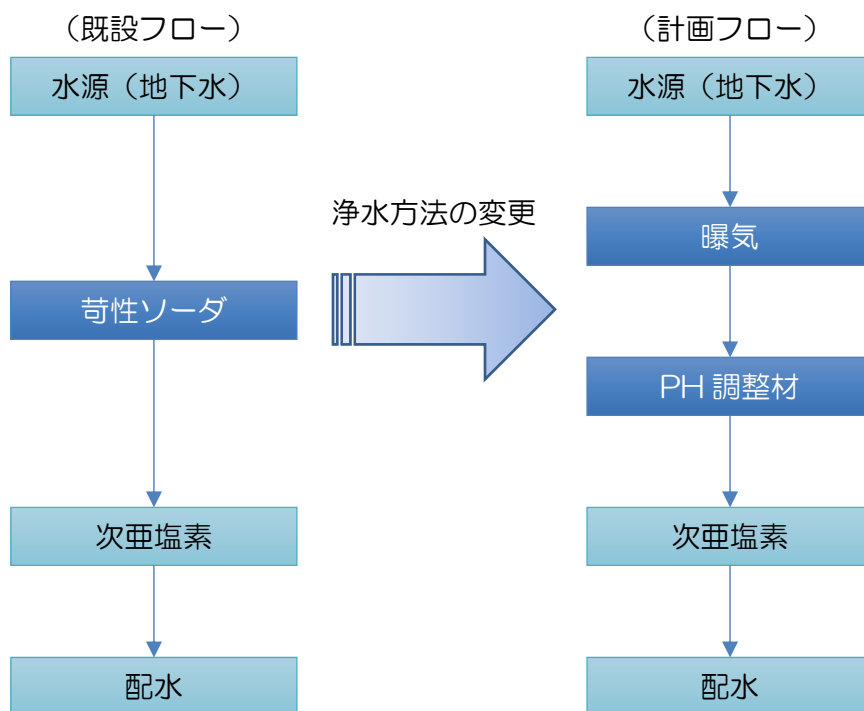 （既設フロー）
水源（地下水）
苛性ソーダ
次亜塩素
配水
浄水方法の変更
（計画フロー）
水源（地下水）
曝気
PH 調整材
次亜塩素
配水